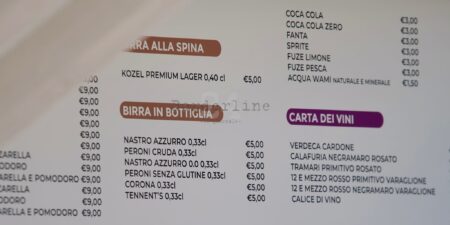 €9,00
€9,00
€9,00
€9,00
€9,00
€9,00
ZARELLA €9,00
ODORO €9,00
ZARELLA E POMODORO €9,00
DORO €9,00
ARELLA E POMODORO €9,00
RRA ALLA SPINA
KOZEL PREMIUM LAGER 0,40 cl €5,00
BIRRA IN BOTTIGLIA
NASTRO AZZURRO 0,33cl €5,00
PERONI CRUDA 0,33cl €5,00
NASTRO AZZURRO 0.0 0,33cl €5,00
PERONI SENZA GLUTINE 0,33cl €5,00
CORONA 0,33cl €5,00
TENNENT'S 0,33cl €5,00
COCA COLA €3,00
COCA COLA ZERO €3,00
FANTA €3,00
SPRITE €3,00
FUZE LIMONE €3,00
FUZE PESCA €3,00
ACQUA WAMI NATURALE E MINERALE €1,50
Borderline
CARTA DEI VINI
VERDECA CARDONE
CALAFURIA NEGRAMARO ROSATO
TRAMARI PRIMITIVO ROSATO
12 E MEZZO ROSSO PRIMITIVO VARAGLIONE
12 E MEZZO ROSSO NEGRAMARO VARAGLIONE
CALICE DI VINO